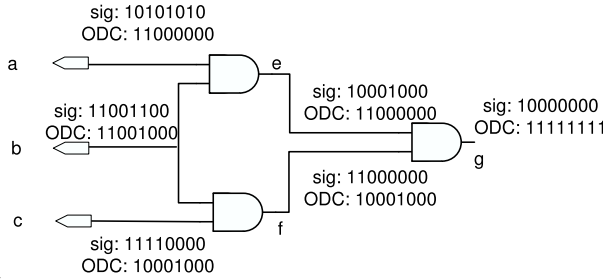 sig: 10101010
ODC: 11000000
a
e
sig: 10001000
ODC: 11000000
sig: 10000000
ODC: 11111111
sig: 11001100
ODC: 11001000
b
g
sig: 11000000
ODC: 10001000
c
f
sig: 11110000
ODC: 10001000